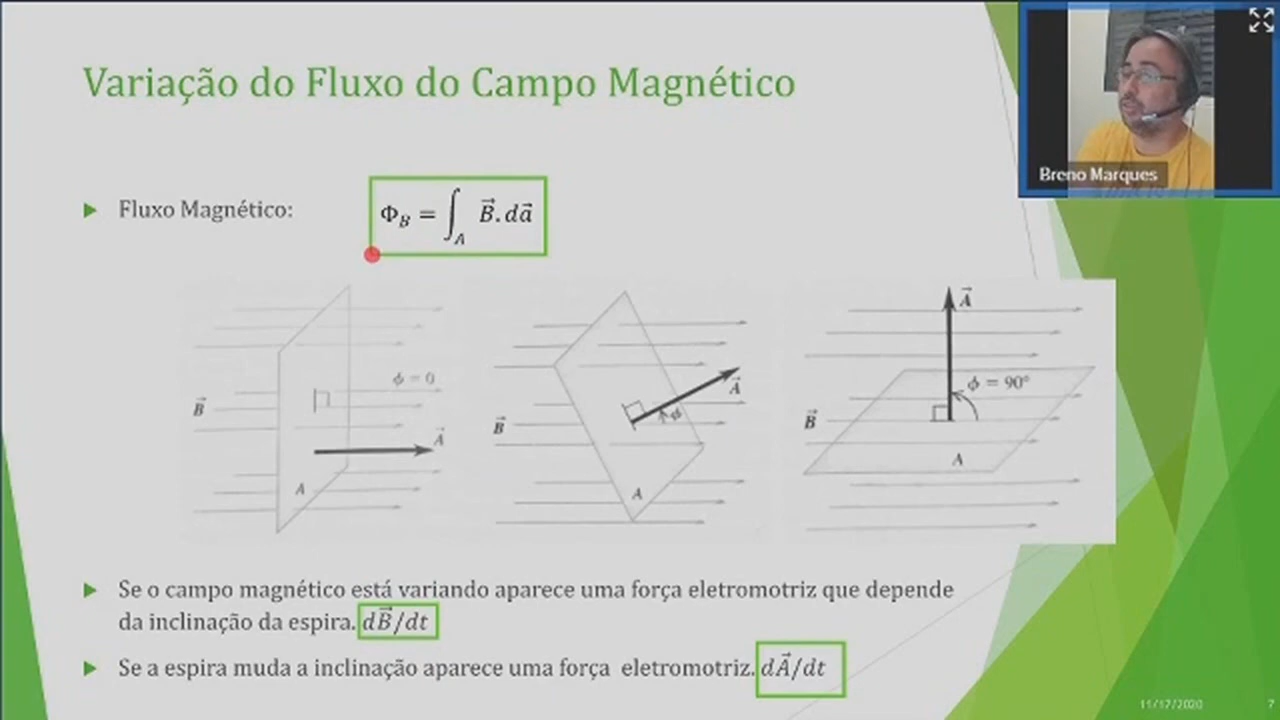 Variação do Fluxo do Campo Magnético
Breno Marques
Fluxo Magnético:
Φ_B = ∫_A B⃗.da⃗
B⃗
ϕ = 0
A⃗
A
B⃗
A⃗
ϕ
A
A⃗
ϕ = 90°
B⃗
A
Se o campo magnético está variando aparece uma força eletromotriz que depende
da inclinação da espira. dB⃗/dt
Se a espira muda a inclinação aparece uma força eletromotriz. dA⃗/dt
11/17/2020
7